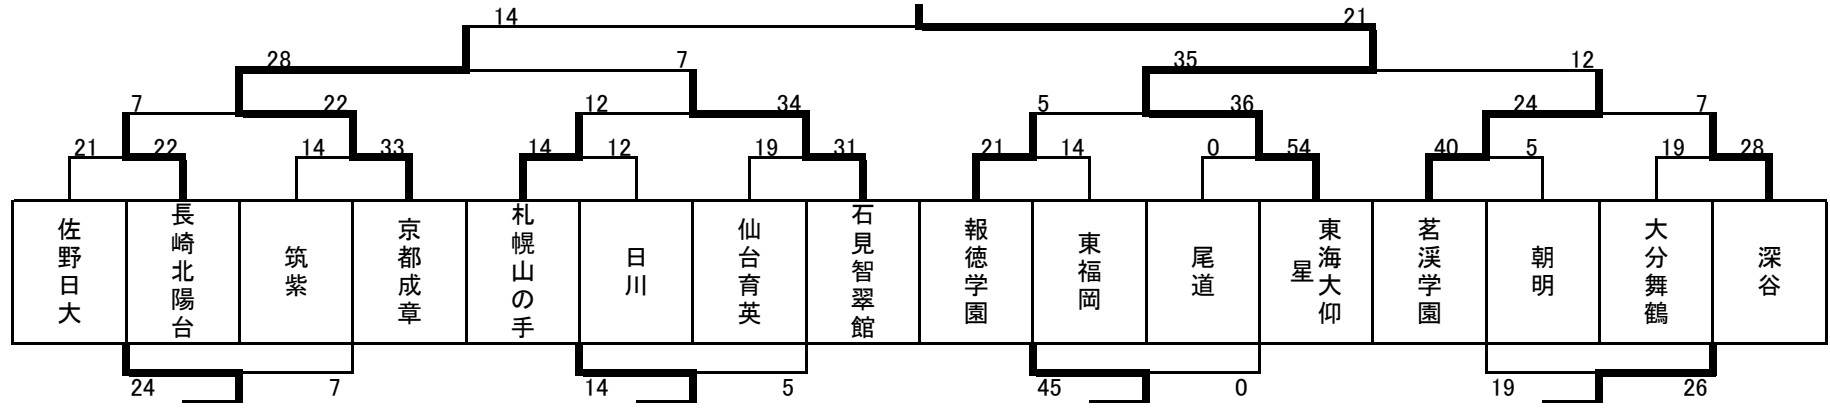 14 21
28 7 35 12
7 22 12 34 5 36 24 7
21 22 14 33 14 12 19 31 21 14 0 54 40 5 19 28
佐野日大
長崎北陽台
筑紫
京都成章
札幌山の手
日川
仙台育英
石見智翠館
報徳学園
東福岡
尾道
東海大仰
星
茗渓学園
朝明
大分舞鶴
深谷
24 7 14 5 45 0 19 26